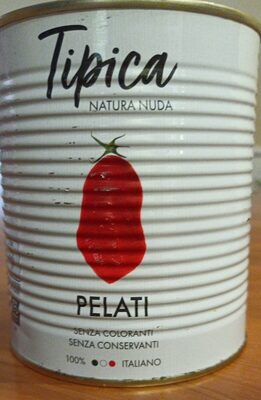 Tipica
NATURA NUDA
PELATI
SENZA COLORANTI
SENZA CONSERVANTI
100% ITALIANO